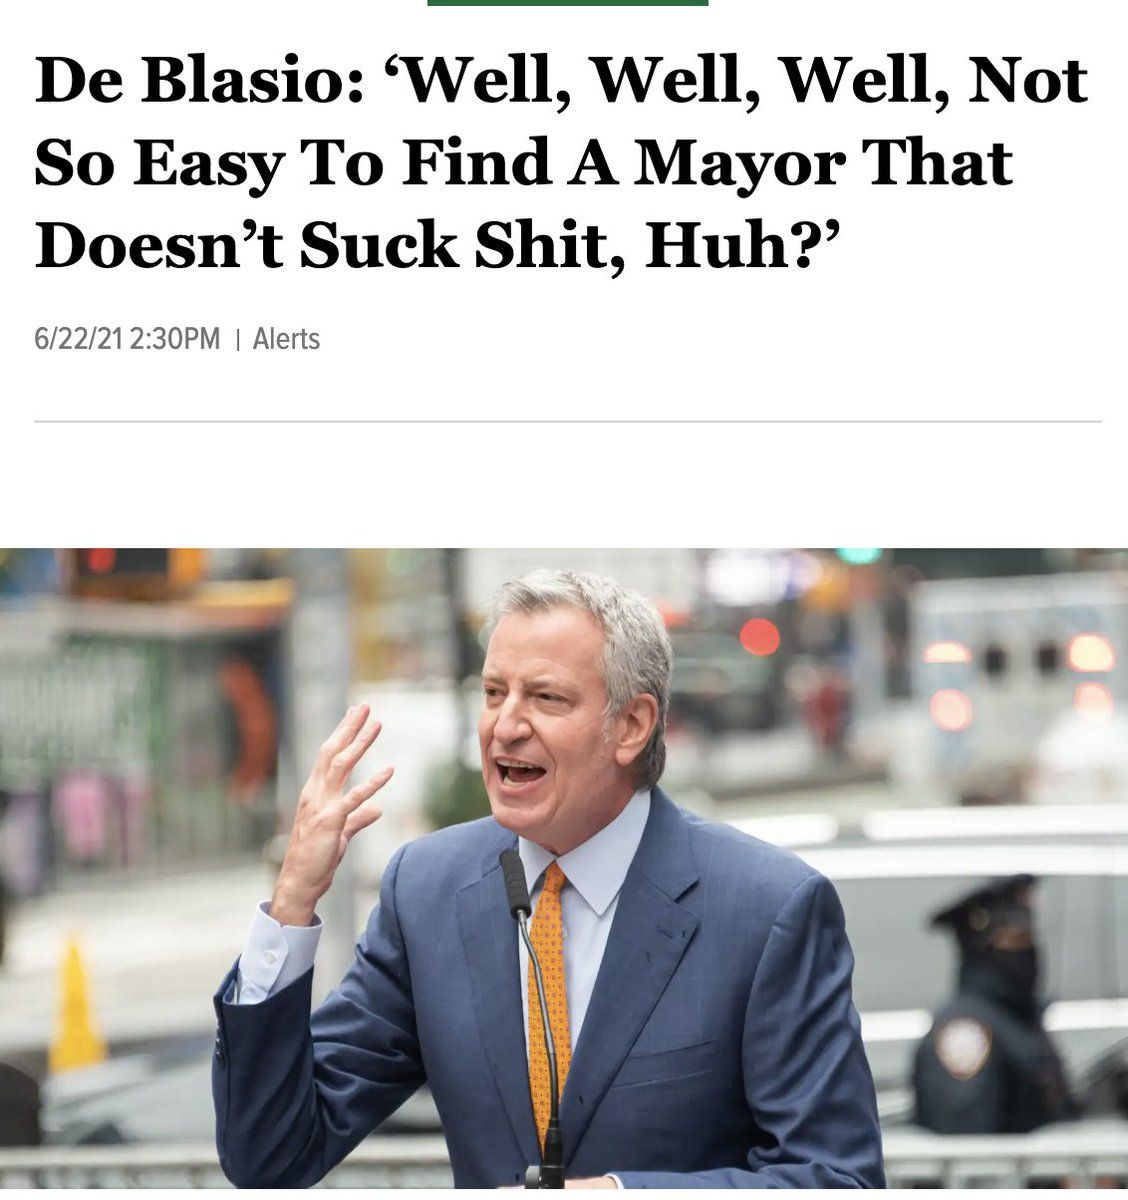 De Blasio: ‘Well, Well, Well, Not
So Easy To Find A Mayor That
Doesn’t Suck Shit, Huh?’
6/22/21 2:30PM | Alerts